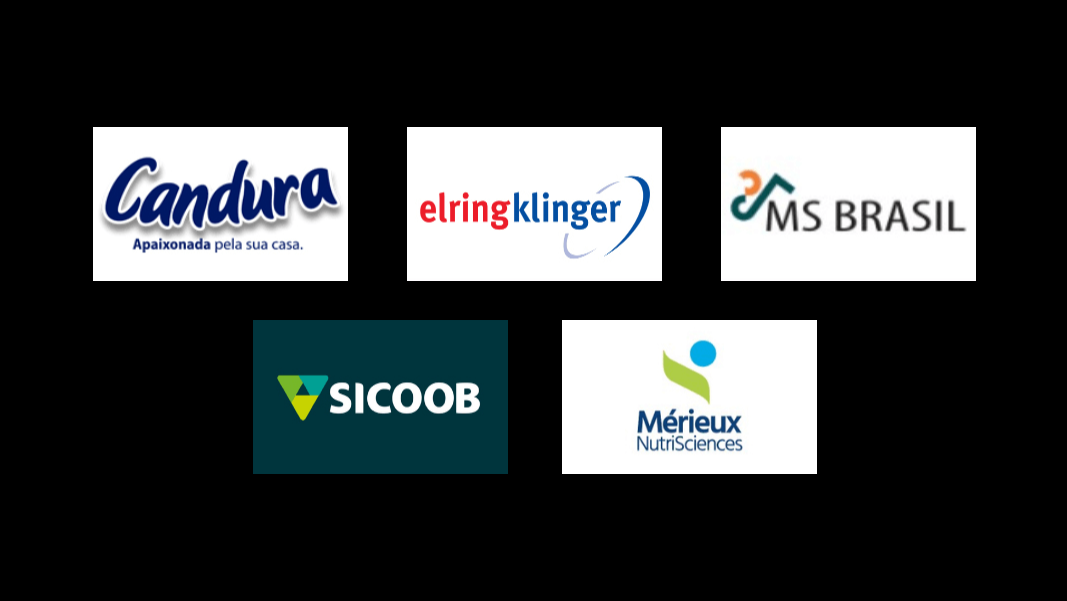 Candura
Apaixonada pela sua casa.
elringklinger
MS BRASIL
SICOOB
Mérieux
NutriSciences